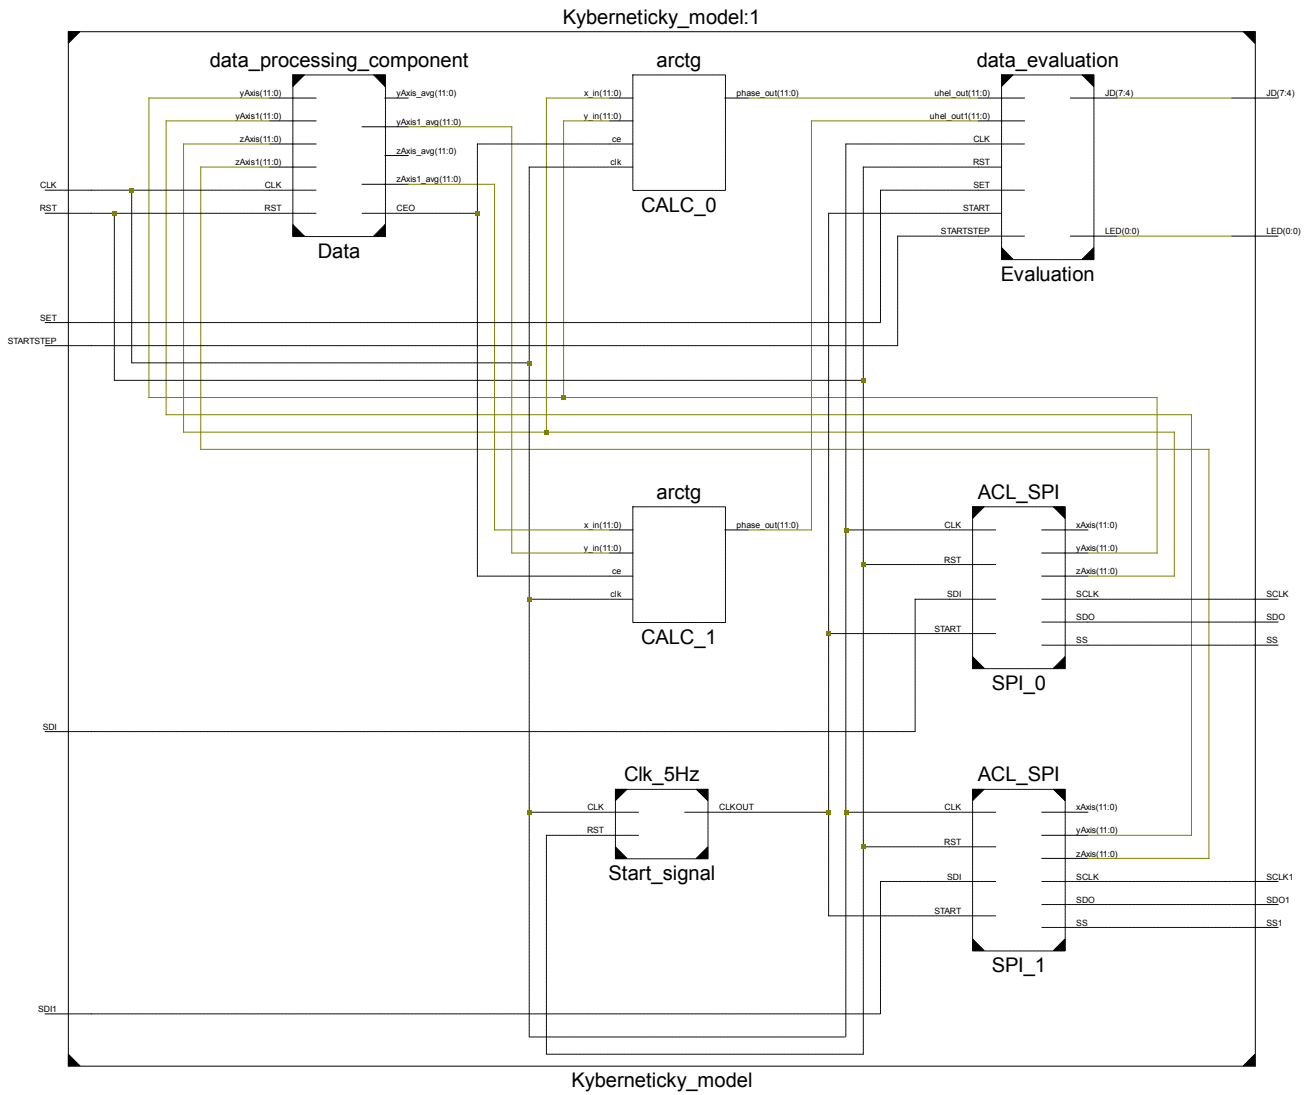 Kyberneticky_model:1
data_processing_component
arctg
data_evaluation
yAxis(11:0)
yAxis1(11:0)
zAxis(11:0)
zAxis1(11:0)
CLK
RST
yAxis_avg(11:0)
yAxis1_avg(11:0)
zAxis_avg(11:0)
zAxis1_avg(11:0)
CEO
Data
x_in(11:0)
y_in(11:0)
ce
clk
phase_out(11:0)
CALC_0
uhel_out(11:0)
uhel_out1(11:0)
CLK
RST
SET
START
STARTSTEP
JD(7:4)
LED(0:0)
Evaluation
JD(7:4)
LED(0:0)
CLK
RST
SET
STARTSTEP
arctg
x_in(11:0)
y_in(11:0)
ce
clk
phase_out(11:0)
CALC_1
ACL_SPI
CLK
RST
SDI
START
xAxis(11:0)
yAxis(11:0)
zAxis(11:0)
SCLK
SDO
SS
SPI_0
SCLK
SDO
SS
SDI
Clk_5Hz
CLK
RST
CLKOUT
Start_signal
ACL_SPI
CLK
RST
SDI
START
xAxis(11:0)
yAxis(11:0)
zAxis(11:0)
SCLK
SDO
SS
SPI_1
SCLK1
SDO1
SS1
SDI1
Kyberneticky_model